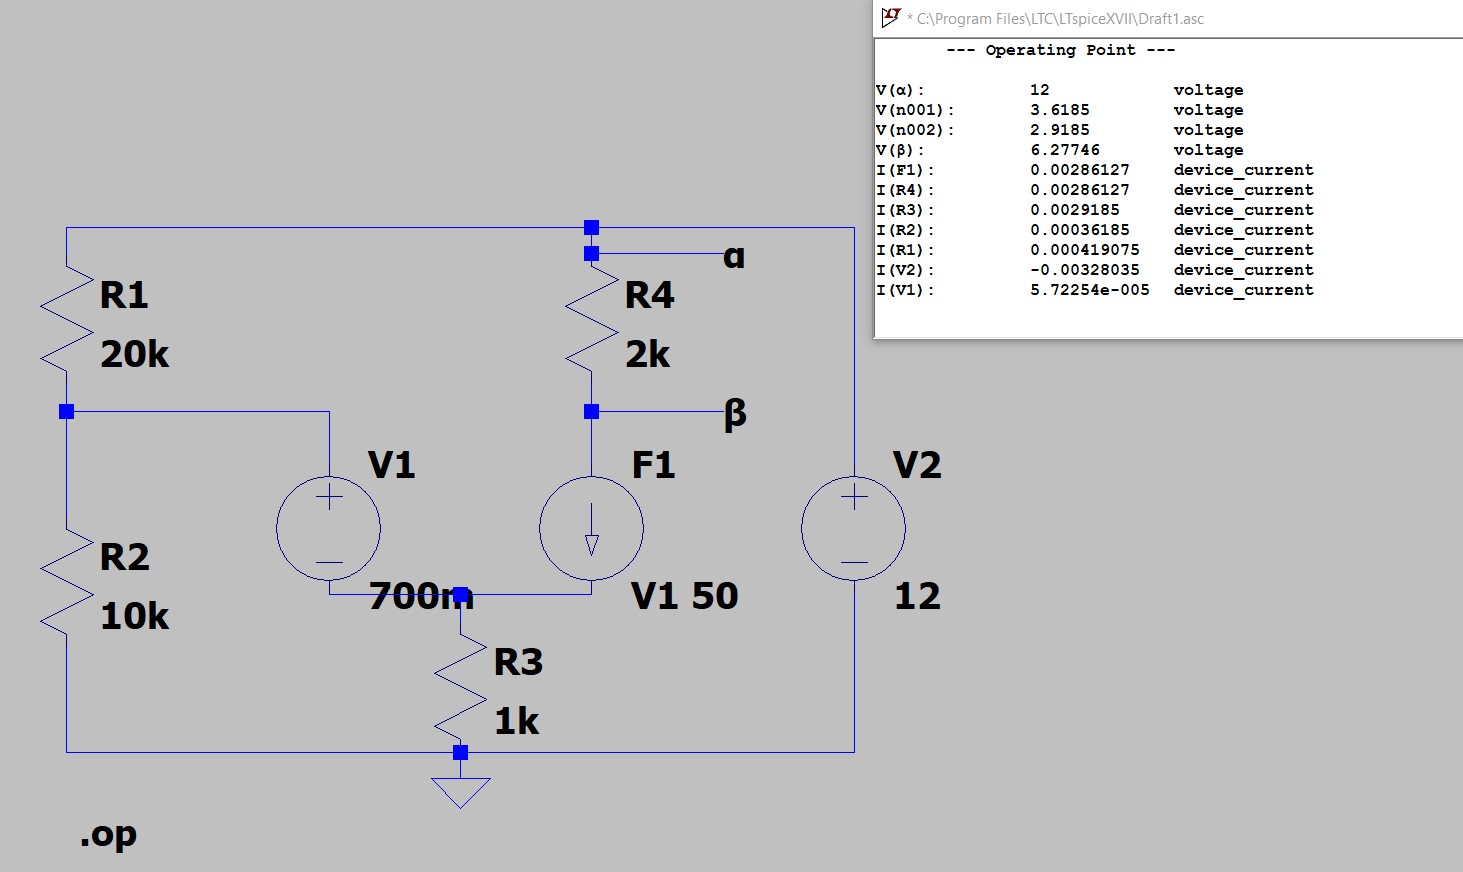 * C:\Program Files\LTC\LTspiceXVII\Draft1.asc
--- Operating Point ---
V(α): 12 voltage
V(n001): 3.6185 voltage
V(n002): 2.9185 voltage
V(β): 6.27746 voltage
I(F1): 0.00286127 device_current
I(R4): 0.00286127 device_current
I(R3): 0.0029185 device_current
I(R2): 0.00036185 device_current
I(R1): 0.000419075 device_current
I(V2): -0.00328035 device_current
I(V1): 5.72254e-005 device_current
α
R1
20k
R4
2k
β
V1
700m
F1
V1 50
V2
12
R2
10k
R3
1k
.op